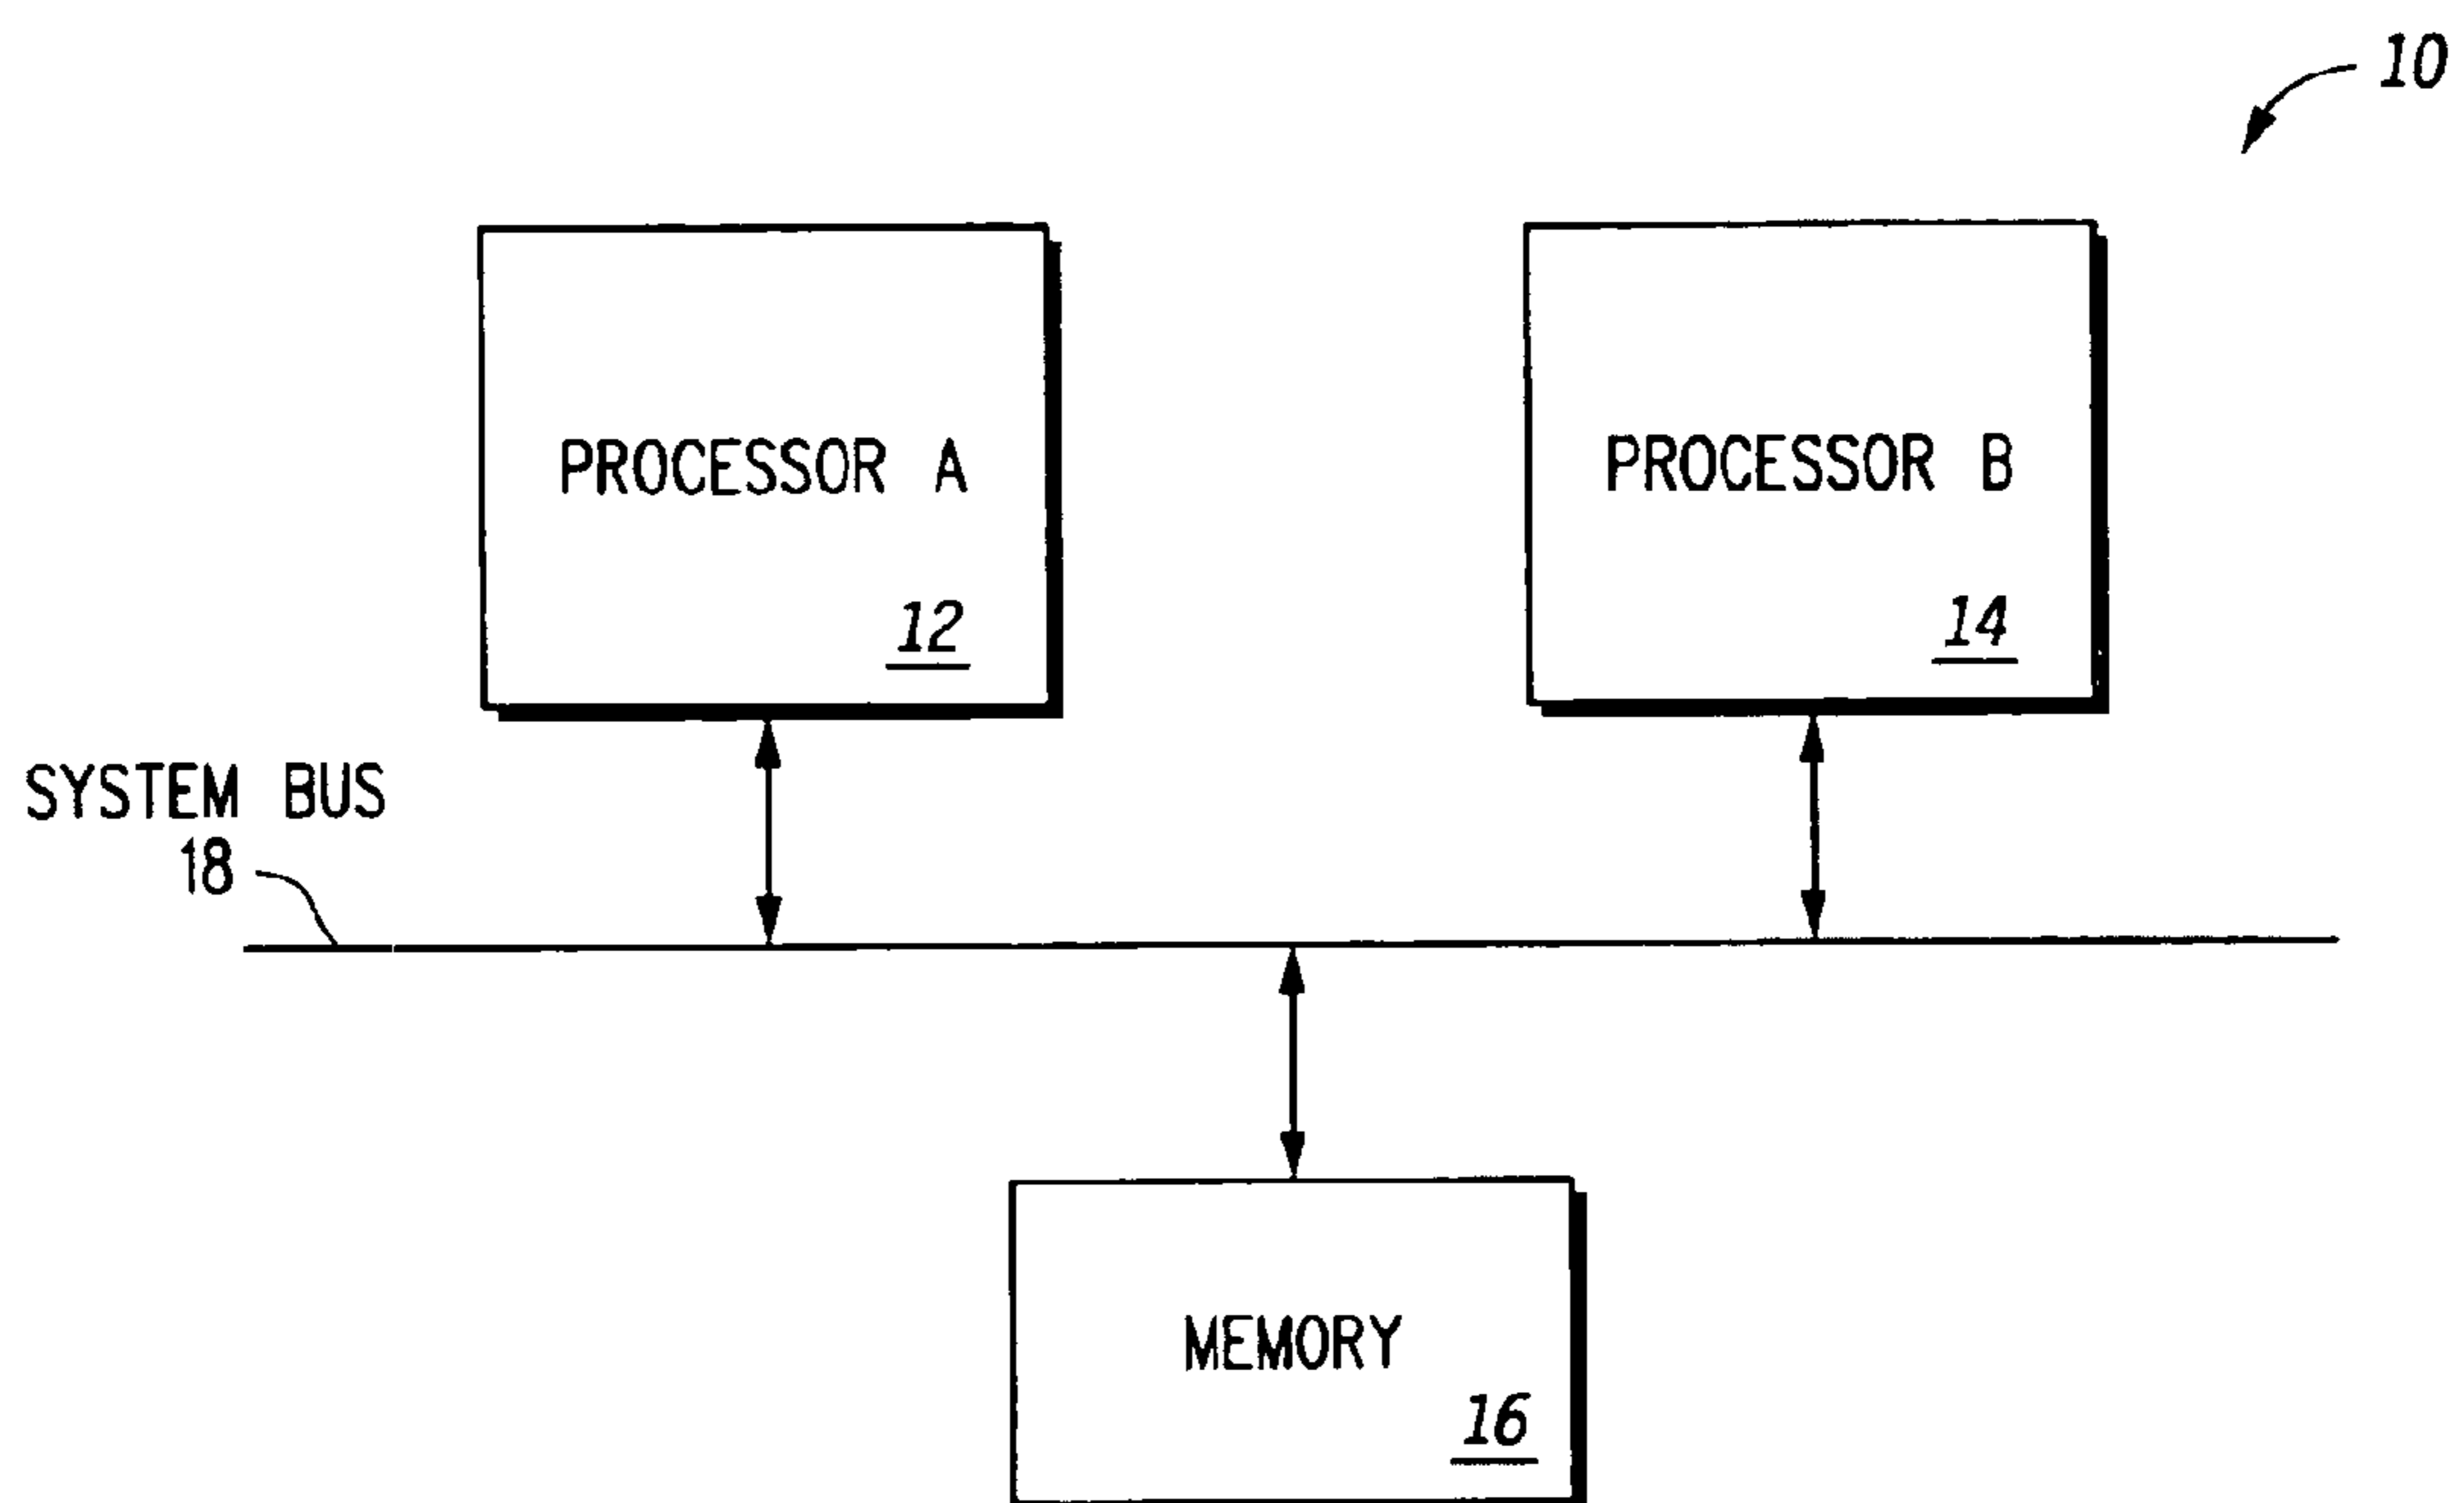 10
PROCESSOR A
12
PROCESSOR B
14
SYSTEM BUS
18
MEMORY
16